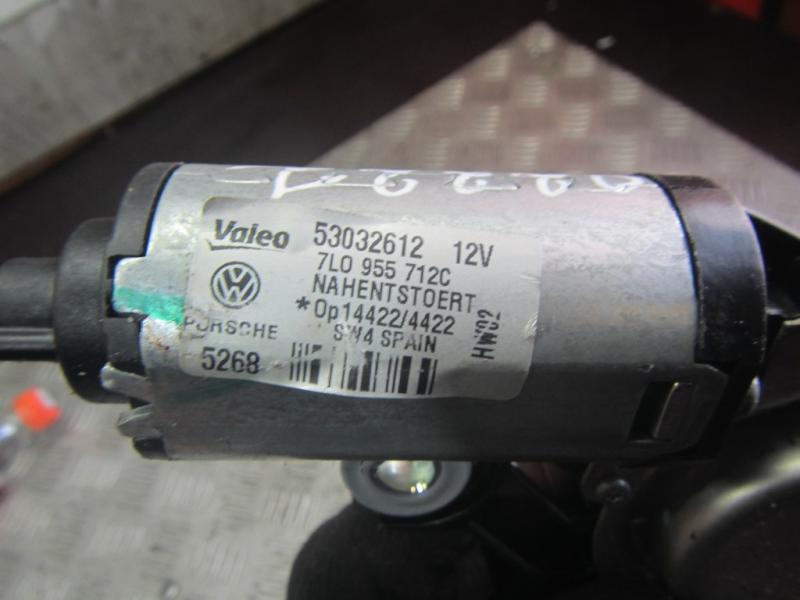 Valeo 53032612 12V
7L0 955 712C
NAHENTSTOERT
*Op14422/4422
PORSCHE SW4 SPAIN
5268
HW02